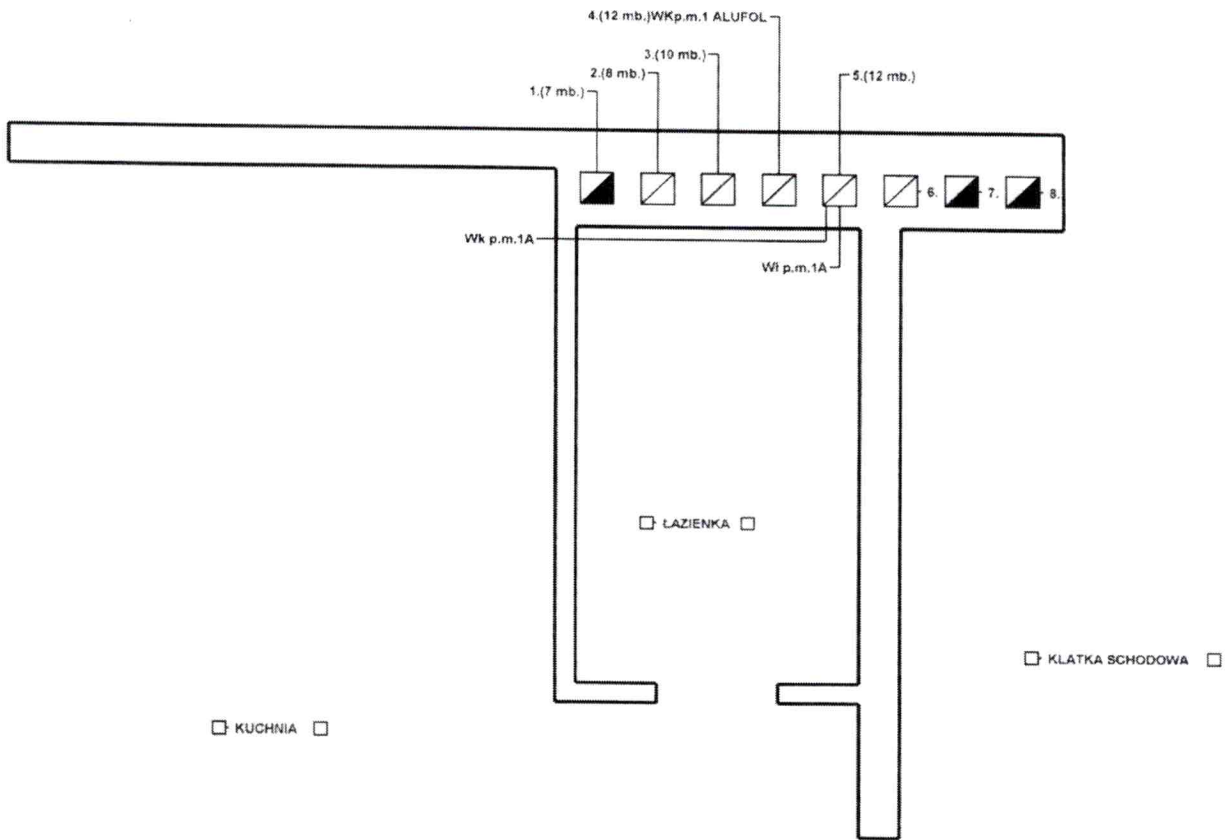 4.(12 mb.)WKp.m.1 ALUFOL
3.(10 mb.)
2.(8 mb.)
5.(12 mb.)
1.(7 mb.)
6.
7.
8.
Wk p.m.1A
Wł p.m.1A
ŁAZIENKA
KLATKA SCHODOWA
KUCHNIA